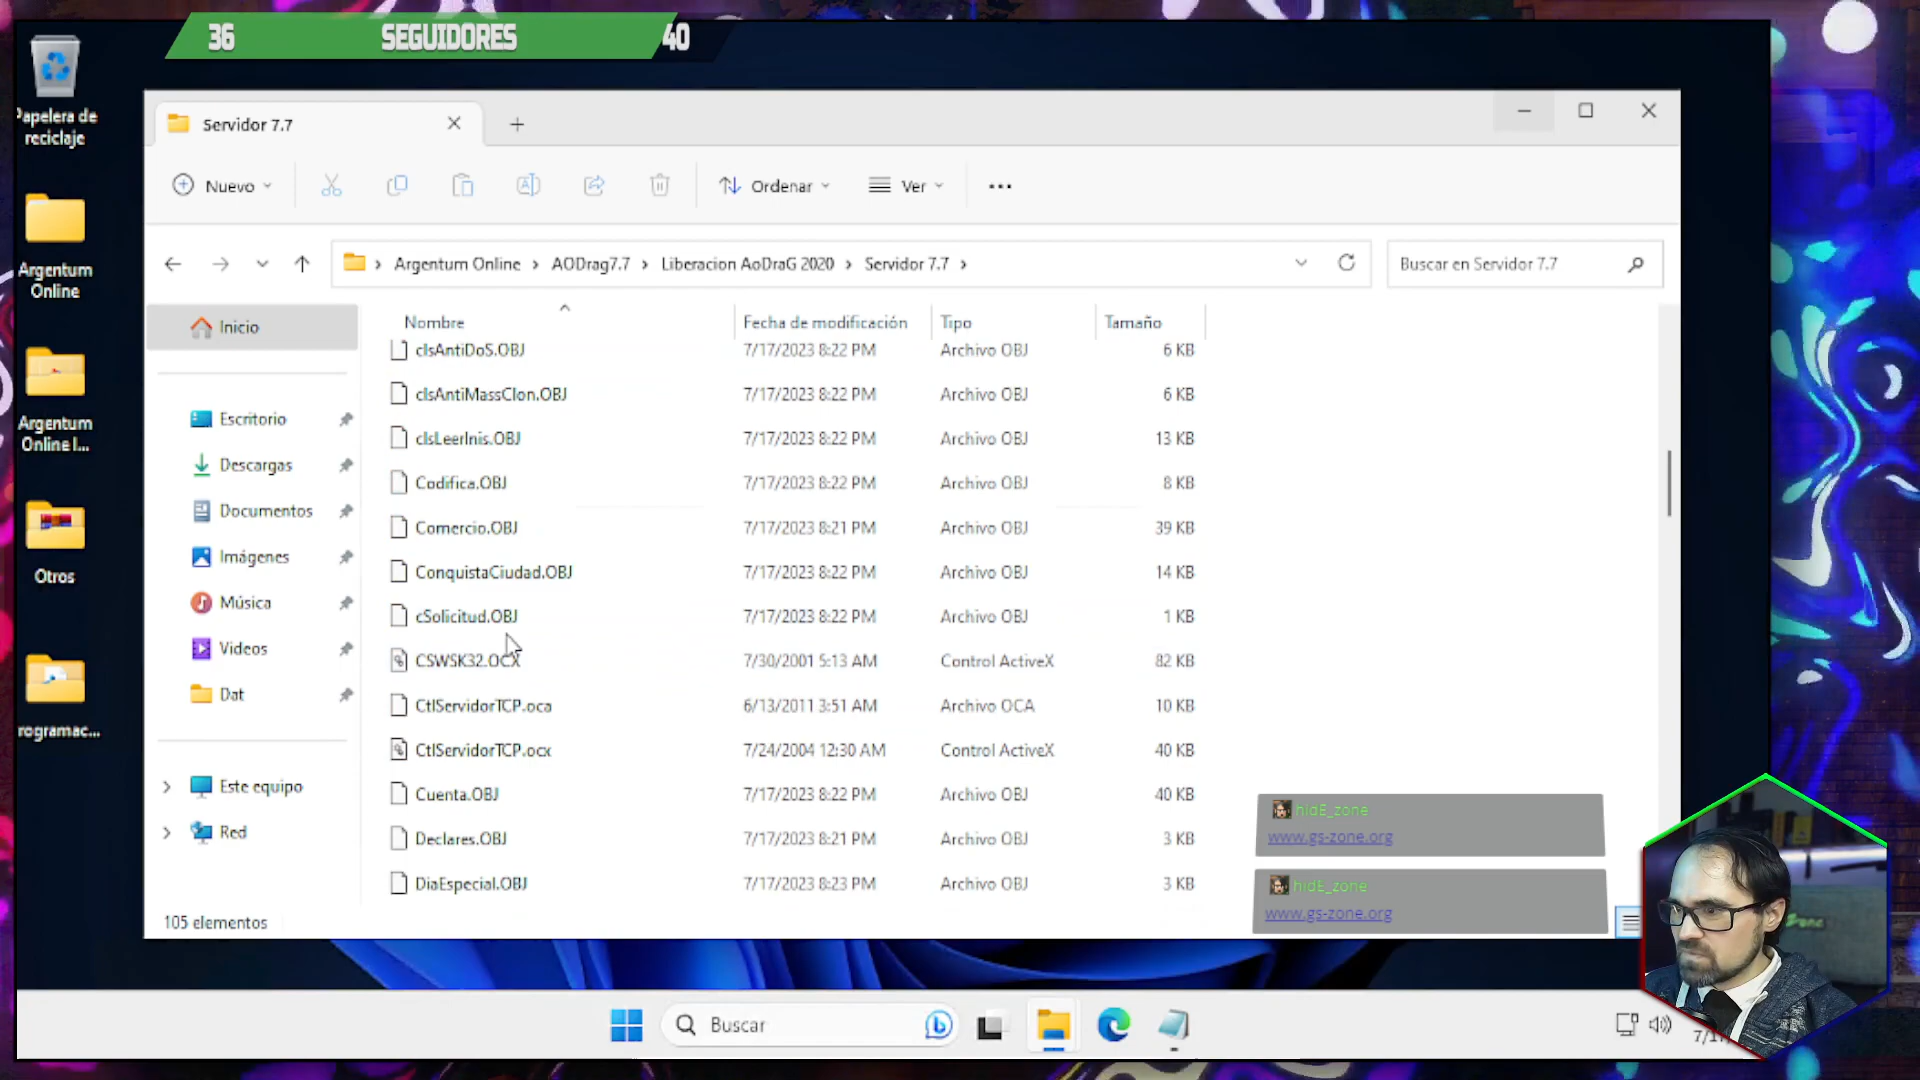 36 SEGUIDORES 40
Papelera de
reciclaje
Argentum
Online
Argentum
Online I...
Otros
rogramac...
Servidor 7.7
Nuevo
Ordenar
Ver
Argentum Online > AODrag7.7 > Liberacion AoDraG 2020 > Servidor 7.7 >
Buscar en Servidor 7.7
Inicio
Escritorio
Descargas
Documentos
Imágenes
Música
Videos
Dat
Este equipo
Red
Nombre Fecha de modificación Tipo Tamaño
clsAntiDoS.OBJ 7/17/2023 8:22 PM Archivo OBJ 6 KB
clsAntiMassClon.OBJ 7/17/2023 8:22 PM Archivo OBJ 6 KB
clsLeerInis.OBJ 7/17/2023 8:22 PM Archivo OBJ 13 KB
Codifica.OBJ 7/17/2023 8:22 PM Archivo OBJ 8 KB
Comercio.OBJ 7/17/2023 8:21 PM Archivo OBJ 39 KB
ConquistaCiudad.OBJ 7/17/2023 8:22 PM Archivo OBJ 14 KB
cSolicitud.OBJ 7/17/2023 8:22 PM Archivo OBJ 1 KB
CSWSK32.OCX 7/30/2001 5:13 AM Control ActiveX 82 KB
CtlServidorTCP.oca 6/13/2011 3:51 AM Archivo OCA 10 KB
CtlServidorTCP.ocx 7/24/2004 12:30 AM Control ActiveX 40 KB
Cuenta.OBJ 7/17/2023 8:22 PM Archivo OBJ 40 KB
Declares.OBJ 7/17/2023 8:21 PM Archivo OBJ 3 KB
DiaEspecial.OBJ 7/17/2023 8:23 PM Archivo OBJ 3 KB
105 elementos
hidE_zone
www.gs-zone.org
hidE_zone
www.gs-zone.org
Buscar